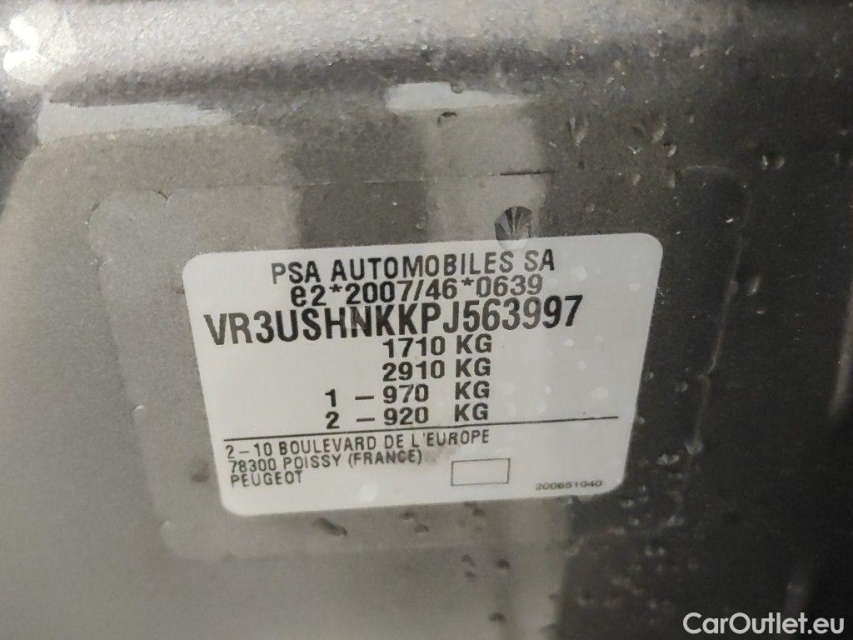 PSA AUTOMOBILES SA
e2*2007/46*0639
VR3USHNKKPJ563997
1710 KG
2910 KG
1 – 970 KG
2 – 920 KG
2–10 BOULEVARD DE L'EUROPE
78300 POISSY (FRANCE)
PEUGEOT
200651040
CarOutlet.eu